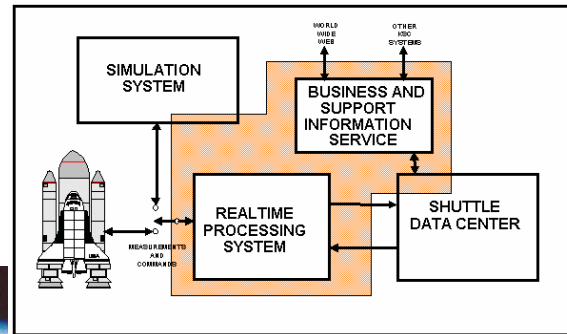 WORLD
WIDE
WEB
OTHER
KSC
SYSTEMS
SIMULATION
SYSTEM
BUSINESS AND
SUPPORT
INFORMATION
SERVICE
REALTIME
PROCESSING
SYSTEM
SHUTTLE
DATA CENTER
MEASUREMENTS
AND
COMMANDS
USA